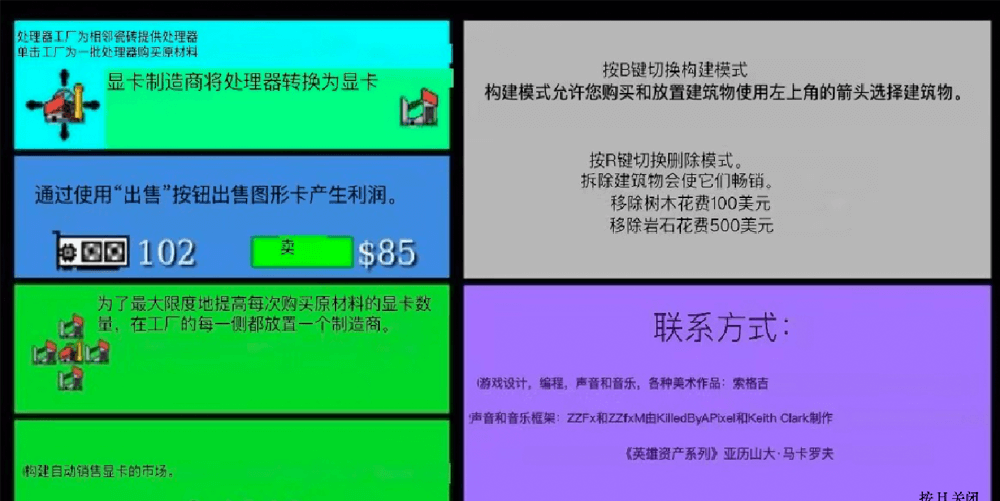 处理器工厂为相邻瓷砖提供处理器
单击工厂为一批处理器购买原材料
显卡制造商将处理器转换为显卡
通过使用“出售”按钮出售图形卡产生利润。
102
卖
$85
为了最大限度地提高每次购买原材料的显卡数
量，在工厂的每一侧都放置一个制造商。
构建自动销售显卡的市场。
按B键切换构建模式
构建模式允许您购买和放置建筑物使用左上角的箭头选择建筑物。
按R键切换删除模式。
拆除建筑物会使它们畅销。
移除树木花费100美元
移除岩石花费500美元
联系方式：
游戏设计，编程，声音和音乐，各种美术作品：索格吉
声音和音乐框架：ZZFx和ZZfxM由KilledByAPixel和Keith Clark制作
《英雄资产系列》亚历山大·马卡罗夫
按 H 关闭